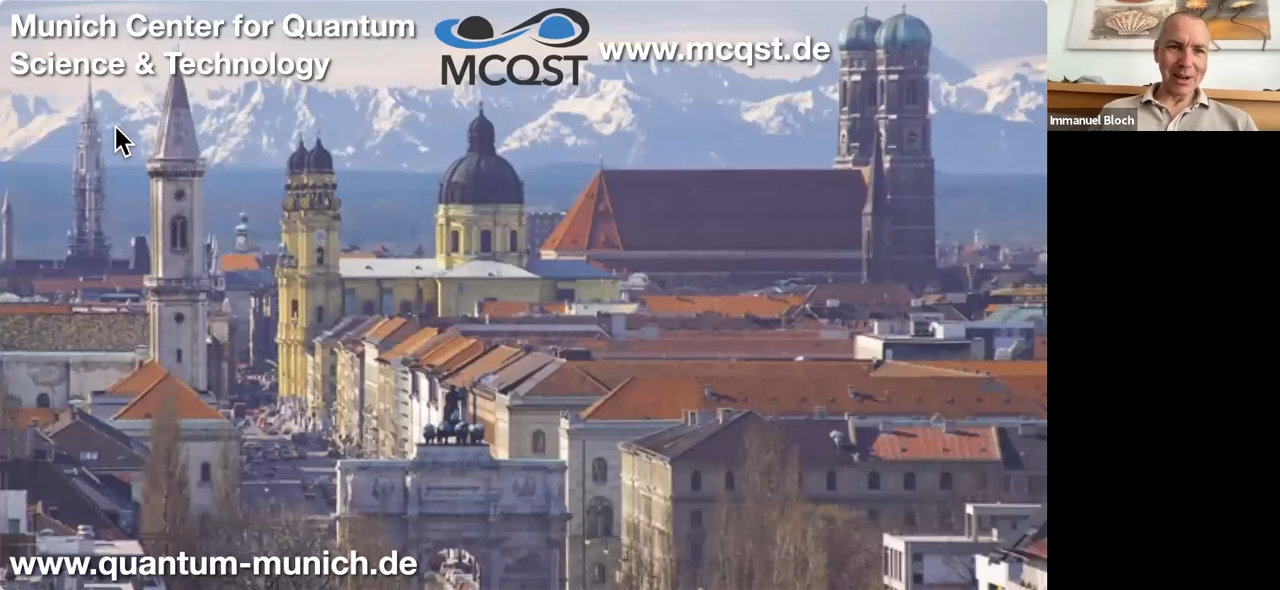 Munich Center for Quantum
Science & Technology
MCQST
www.mcqst.de
Immanuel Bloch
www.quantum-munich.de